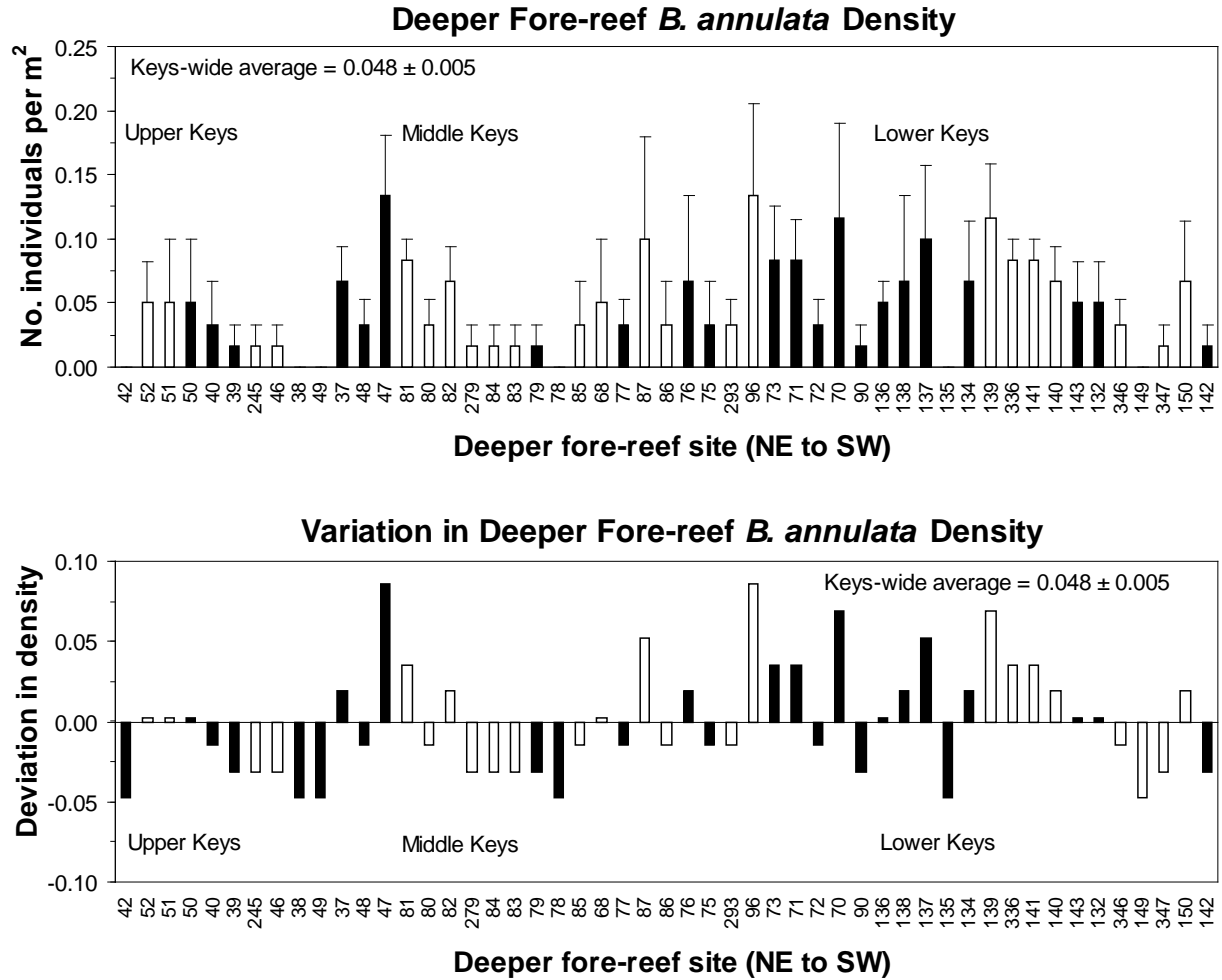 Deeper Fore-reef B. annulata Density
No. individuals per m²
0.25
0.20
0.15
0.10
0.05
0.00
Keys-wide average = 0.048 ± 0.005
Upper Keys Middle Keys Lower Keys
42 52 51 50 40 39 245 46 38 49 37 48 47 81 80 82 279 84 83 79 78 85 68 77 87 86 76 75 293 96 73 71 72 70 90 136 138 137 135 134 139 336 141 140 143 132 346 149 347 150 142
Deeper fore-reef site (NE to SW)
Variation in Deeper Fore-reef B. annulata Density
Deviation in density
0.10
0.05
0.00
-0.05
-0.10
Keys-wide average = 0.048 ± 0.005
Upper Keys Middle Keys Lower Keys
42 52 51 50 40 39 245 46 38 49 37 48 47 81 80 82 279 84 83 79 78 85 68 77 87 86 76 75 293 96 73 71 72 70 90 136 138 137 135 134 139 336 141 140 143 132 346 149 347 150 142
Deeper fore-reef site (NE to SW)